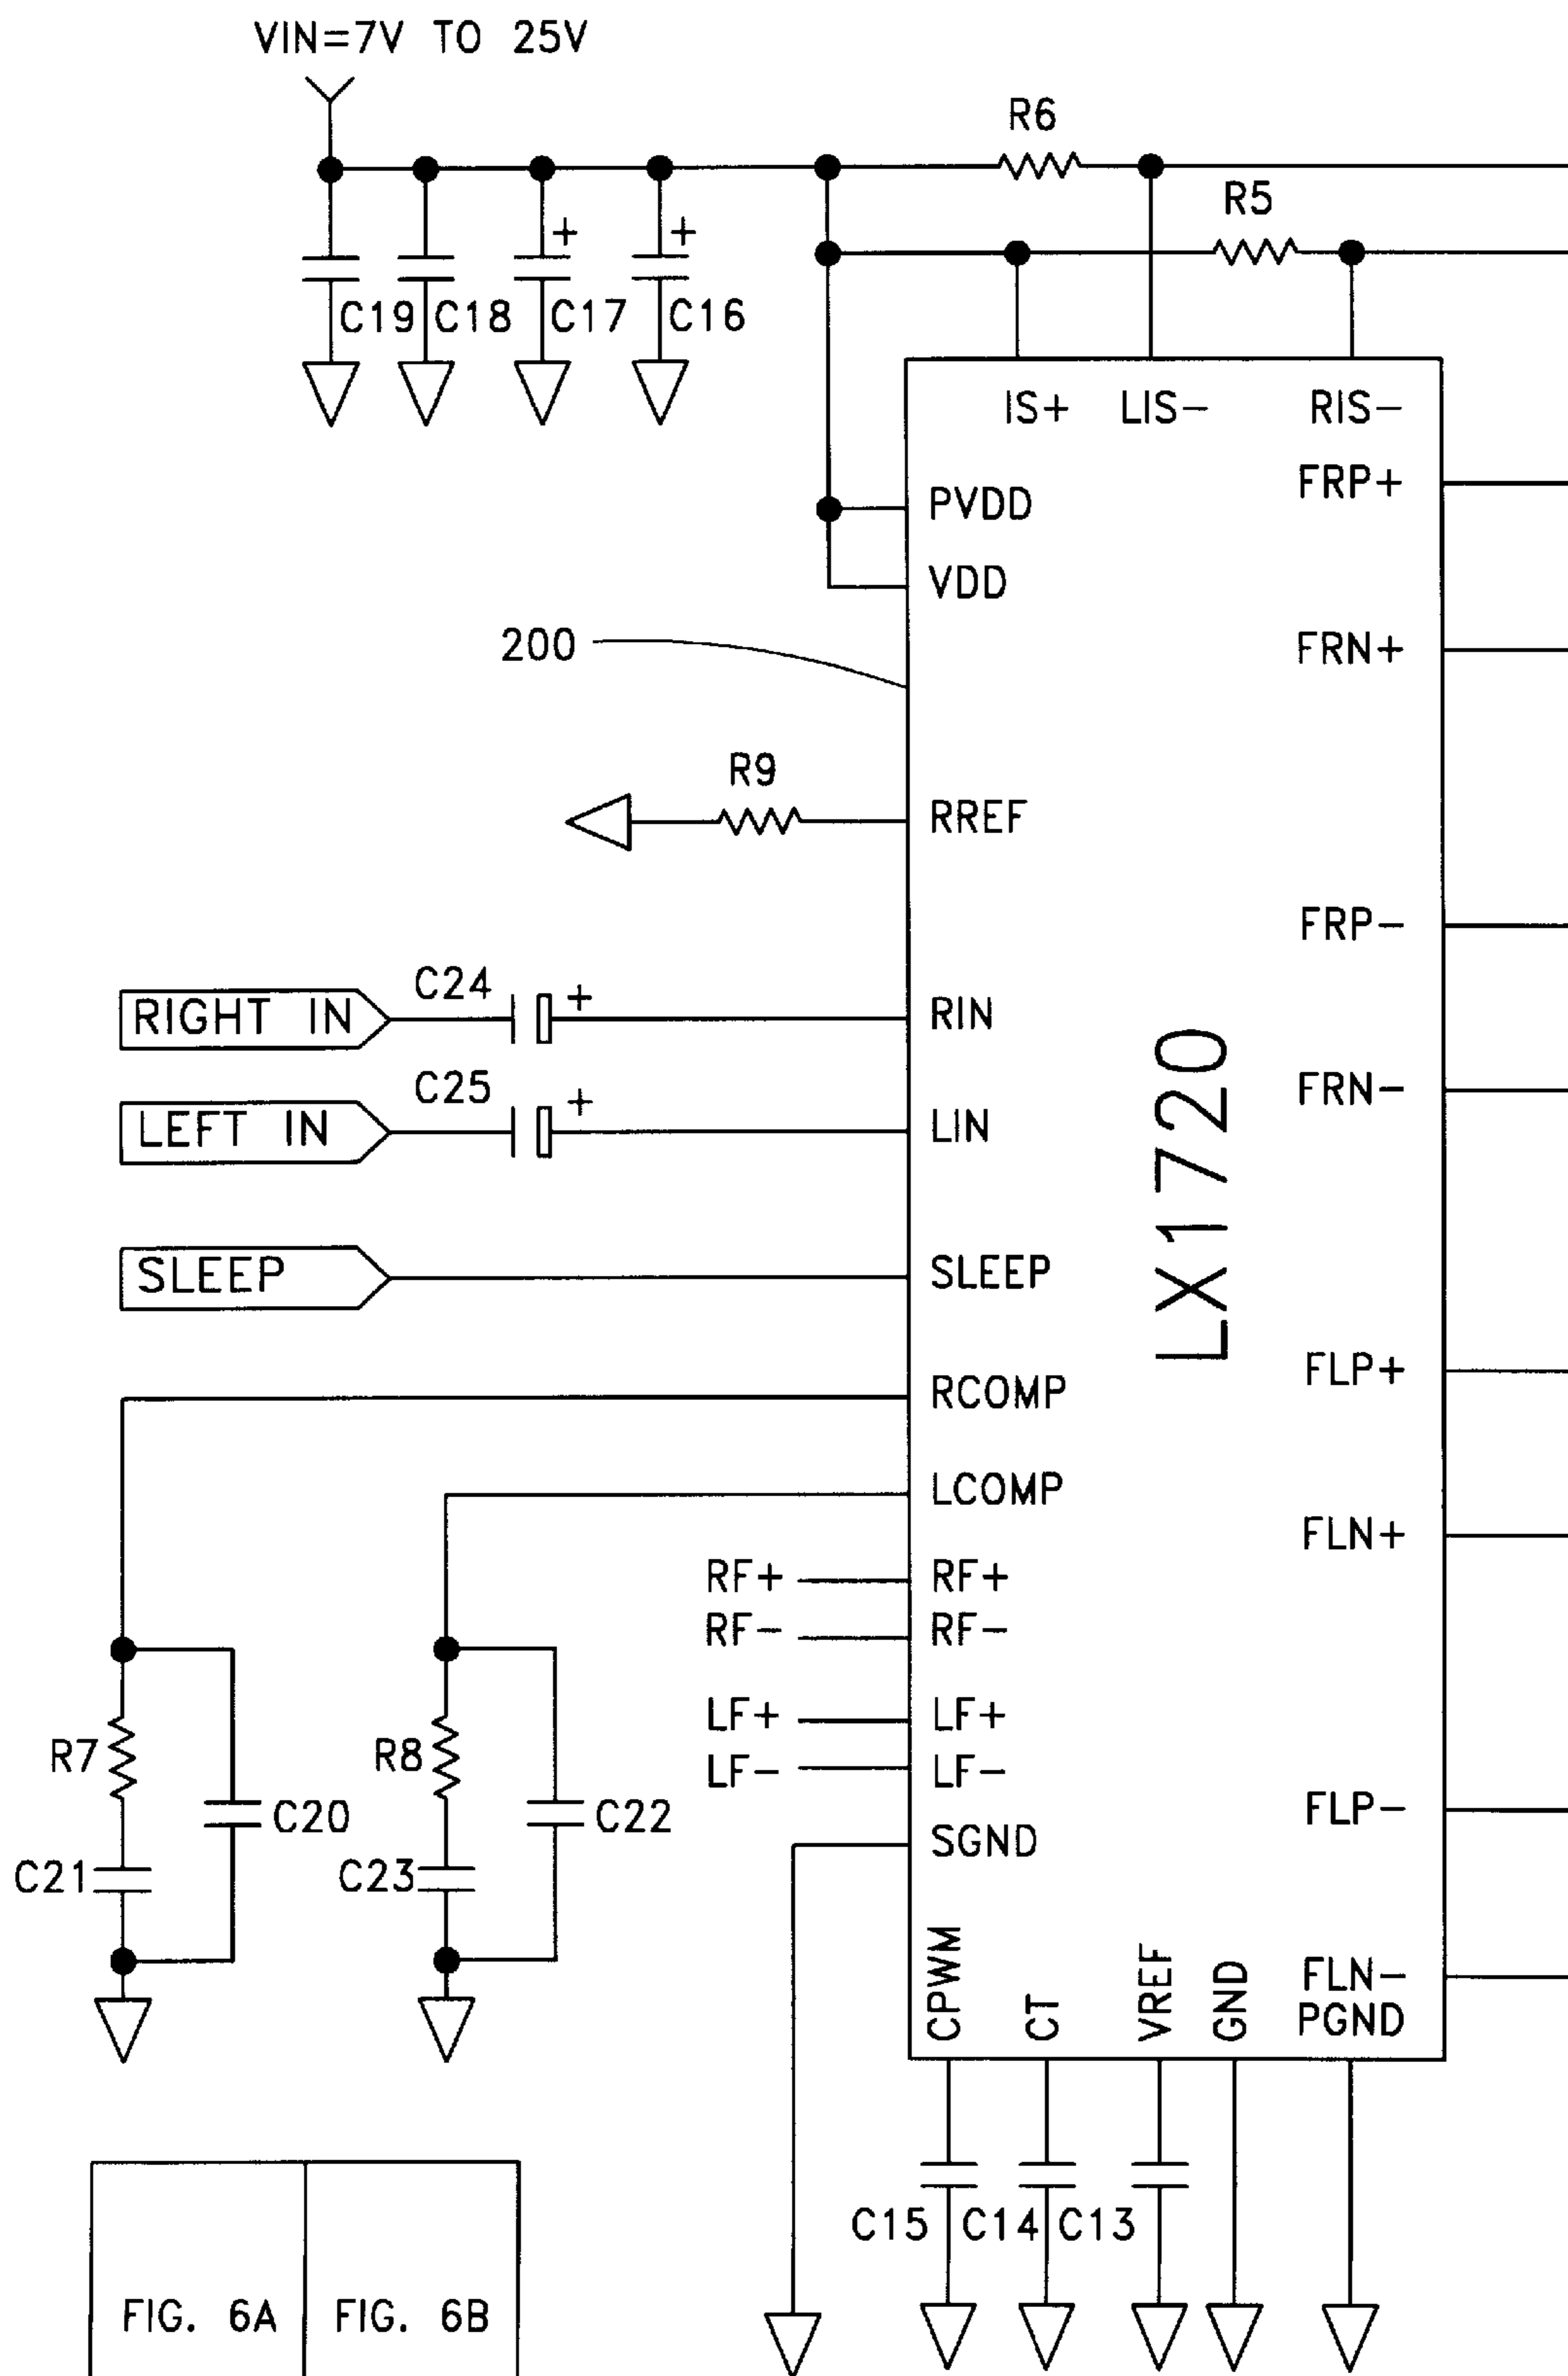 VIN=7V TO 25V
R6
R5
C19 C18 C17 C16
+ +
IS+ LIS- RIS-
FRP+
PVDD
VDD
200
FRN+
R9
RREF
FRP-
C24
+
RIGHT IN
RIN
C25
+
LEFT IN
LIN
FRN-
LX1720
SLEEP
SLEEP
FLP+
RCOMP
LCOMP
FLN+
RF+ RF+
RF- RF-
LF+ LF+
LF- LF-
R7
R8
C20
C22
C21
C23
FLP-
SGND
CPWM
CT
VREF
GND
FLN-
PGND
C15 C14 C13
FIG. 6A FIG. 6B